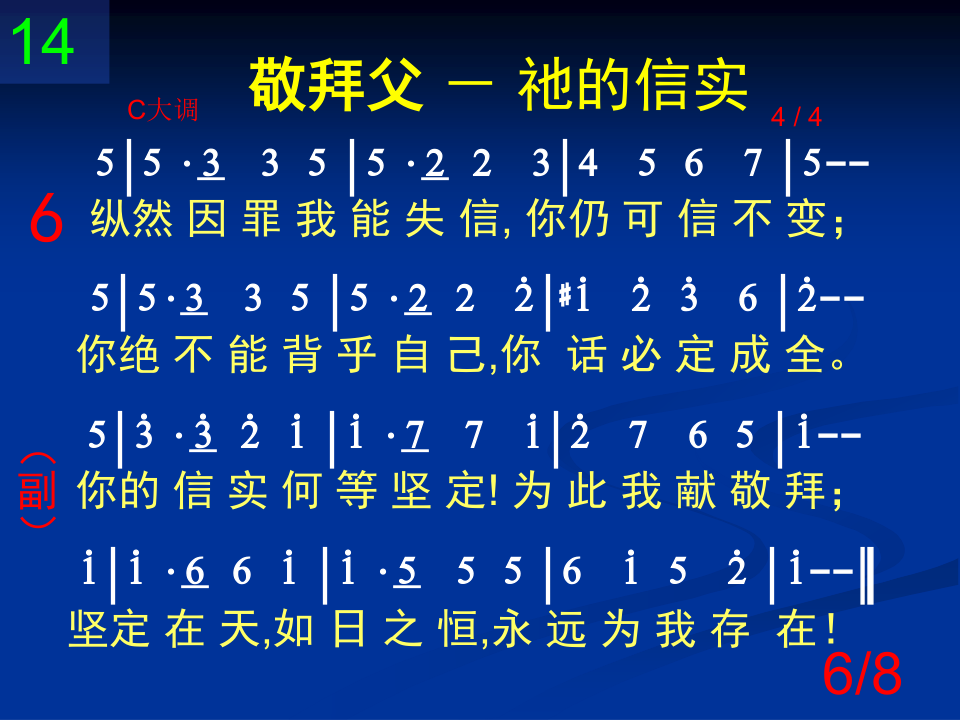 14
敬拜父 － 祂的信实
C大调
4 / 4
5|5 ·3 3 5|5 ·2 2 3|4 5 6 7|5--
6
纵然 因 罪 我 能 失 信, 你仍 可 信 不 变；
5|5·3 3 5|5 ·2 2 2̇|#1̇ 2̇ 3̇ 6|2̇--
你绝 不 能 背 乎 自 己,你 话 必 定 成 全。
5|3̇ ·3̇ 2̇ 1̇|1̇ ·7 7 1̇|2̇ 7 6 5|1̇--
（副）
你的 信 实 何 等 坚 定! 为 此 我 献 敬 拜；
1̇|1̇ ·6 6 1̇|1̇ ·5 5 5|6 1̇ 5 2̇|1̇--‖
坚定 在 天,如 日 之 恒,永 远 为 我 存 在！
6/8